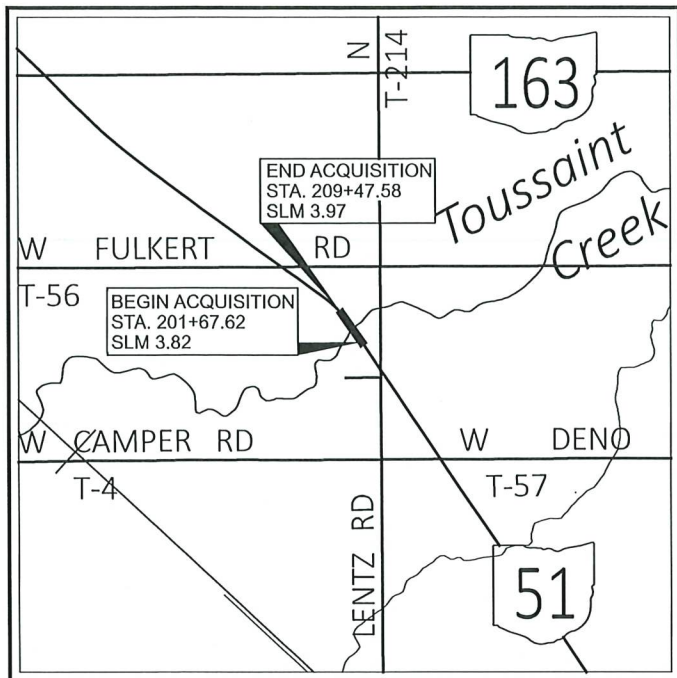 N
T-214
163
END ACQUISITION
STA. 209+47.58
SLM 3.97
Toussaint
Creek
W FULKERT RD
T-56
BEGIN ACQUISITION
STA. 201+67.62
SLM 3.82
W CAMPER RD
W DENO
T-4
T-57
LENTZ RD
51